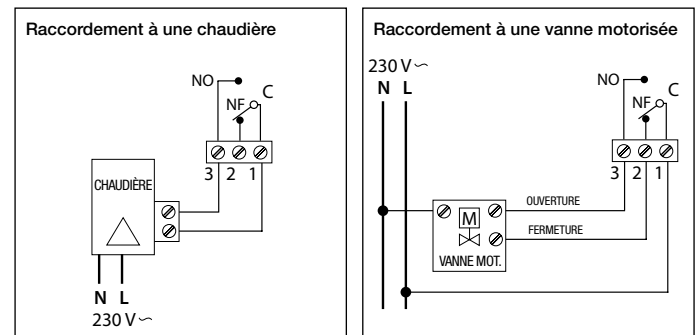 Raccordement à une chaudière
NO
C
NF
3 2 1
CHAUDIÈRE
N L
230 V~
Raccordement à une vanne motorisée
230 V~
N L
NO
C
NF
3 2 1
OUVERTURE
M
FERMETURE
VANNE MOT.